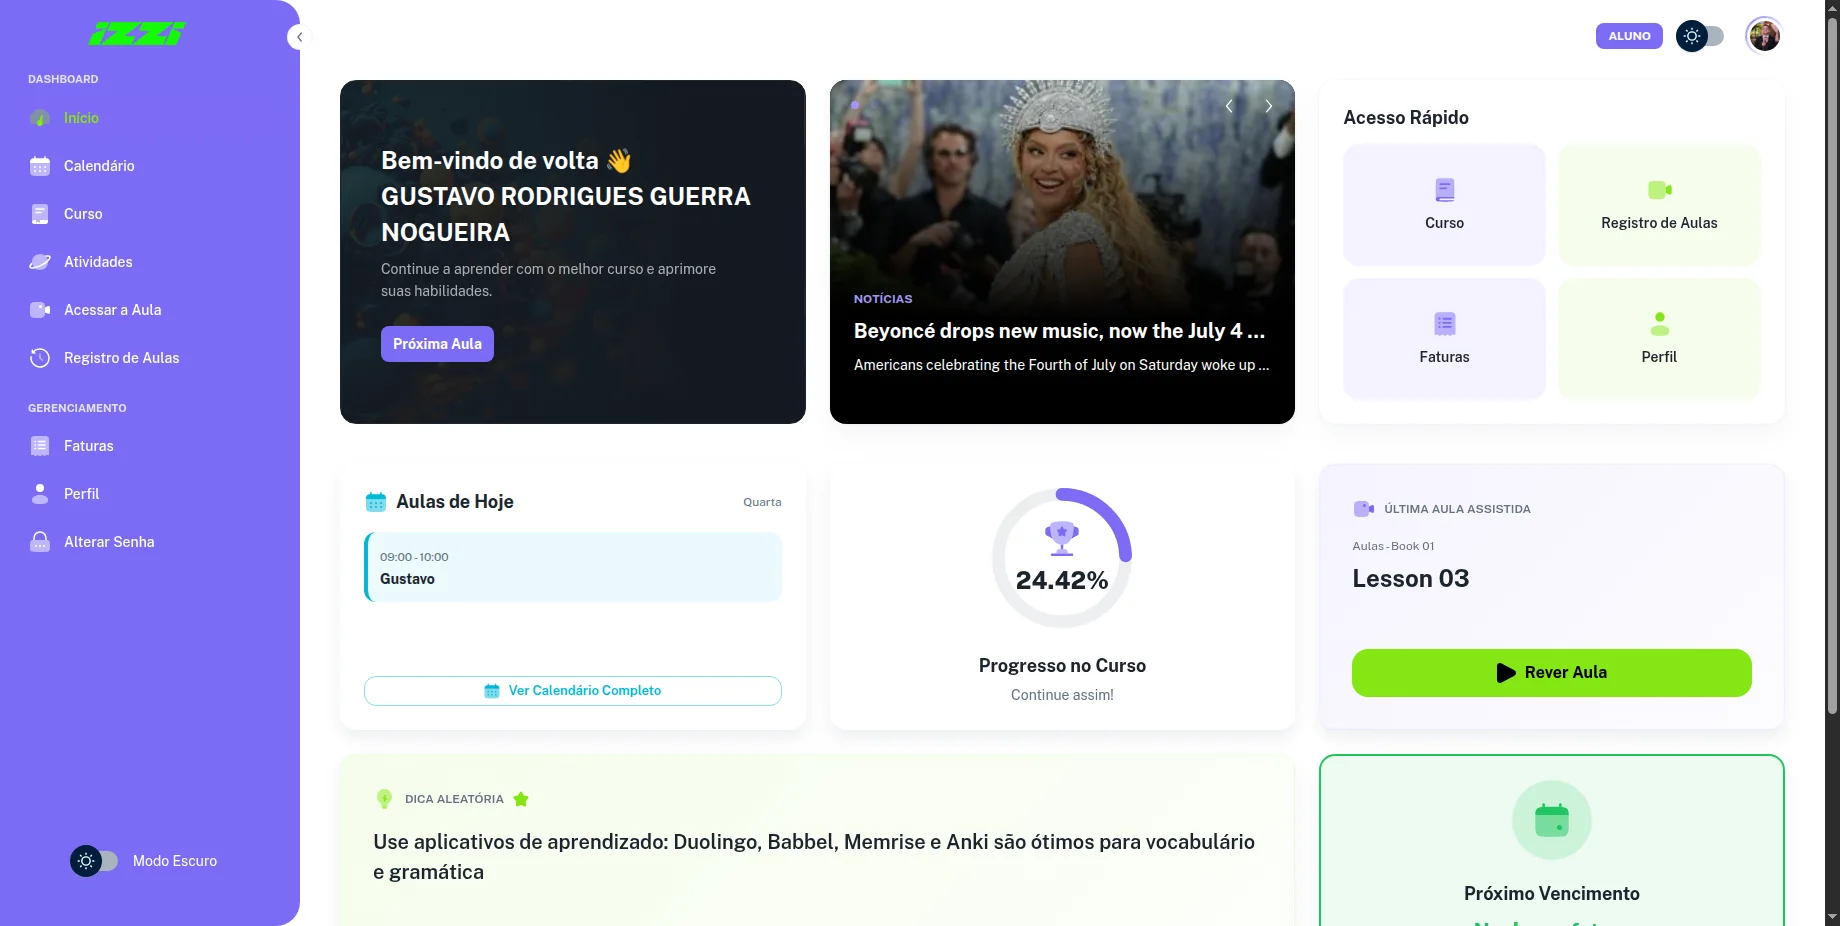 izzi
DASHBOARD
Início
Calendário
Curso
Atividades
Acessar a Aula
Registro de Aulas
GERENCIAMENTO
Faturas
Perfil
Alterar Senha
Modo Escuro
ALUNO
Bem-vindo de volta 👋
GUSTAVO RODRIGUES GUERRA
NOGUEIRA
Continue a aprender com o melhor curso e aprimore
suas habilidades.
Próxima Aula
NOTÍCIAS
Beyoncé drops new music, now the July 4 ...
Americans celebrating the Fourth of July on Saturday woke up ...
Acesso Rápido
Curso
Registro de Aulas
Faturas
Perfil
Aulas de Hoje
Quarta
09:00 - 10:00
Gustavo
Ver Calendário Completo
24.42%
Progresso no Curso
Continue assim!
ÚLTIMA AULA ASSISTIDA
Aulas - Book 01
Lesson 03
Rever Aula
DICA ALEATÓRIA
Use aplicativos de aprendizado: Duolingo, Babbel, Memrise e Anki são ótimos para vocabulário
e gramática
Próximo Vencimento